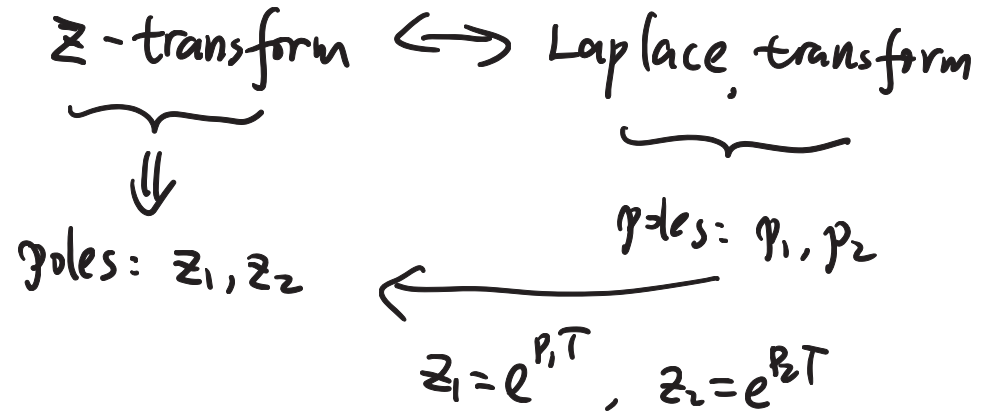 Z-transform ↔ Laplace transform
poles: z₁, z₂
poles: p₁, p₂
z₁ = e^{p₁T}, z₂ = e^{p₂T}